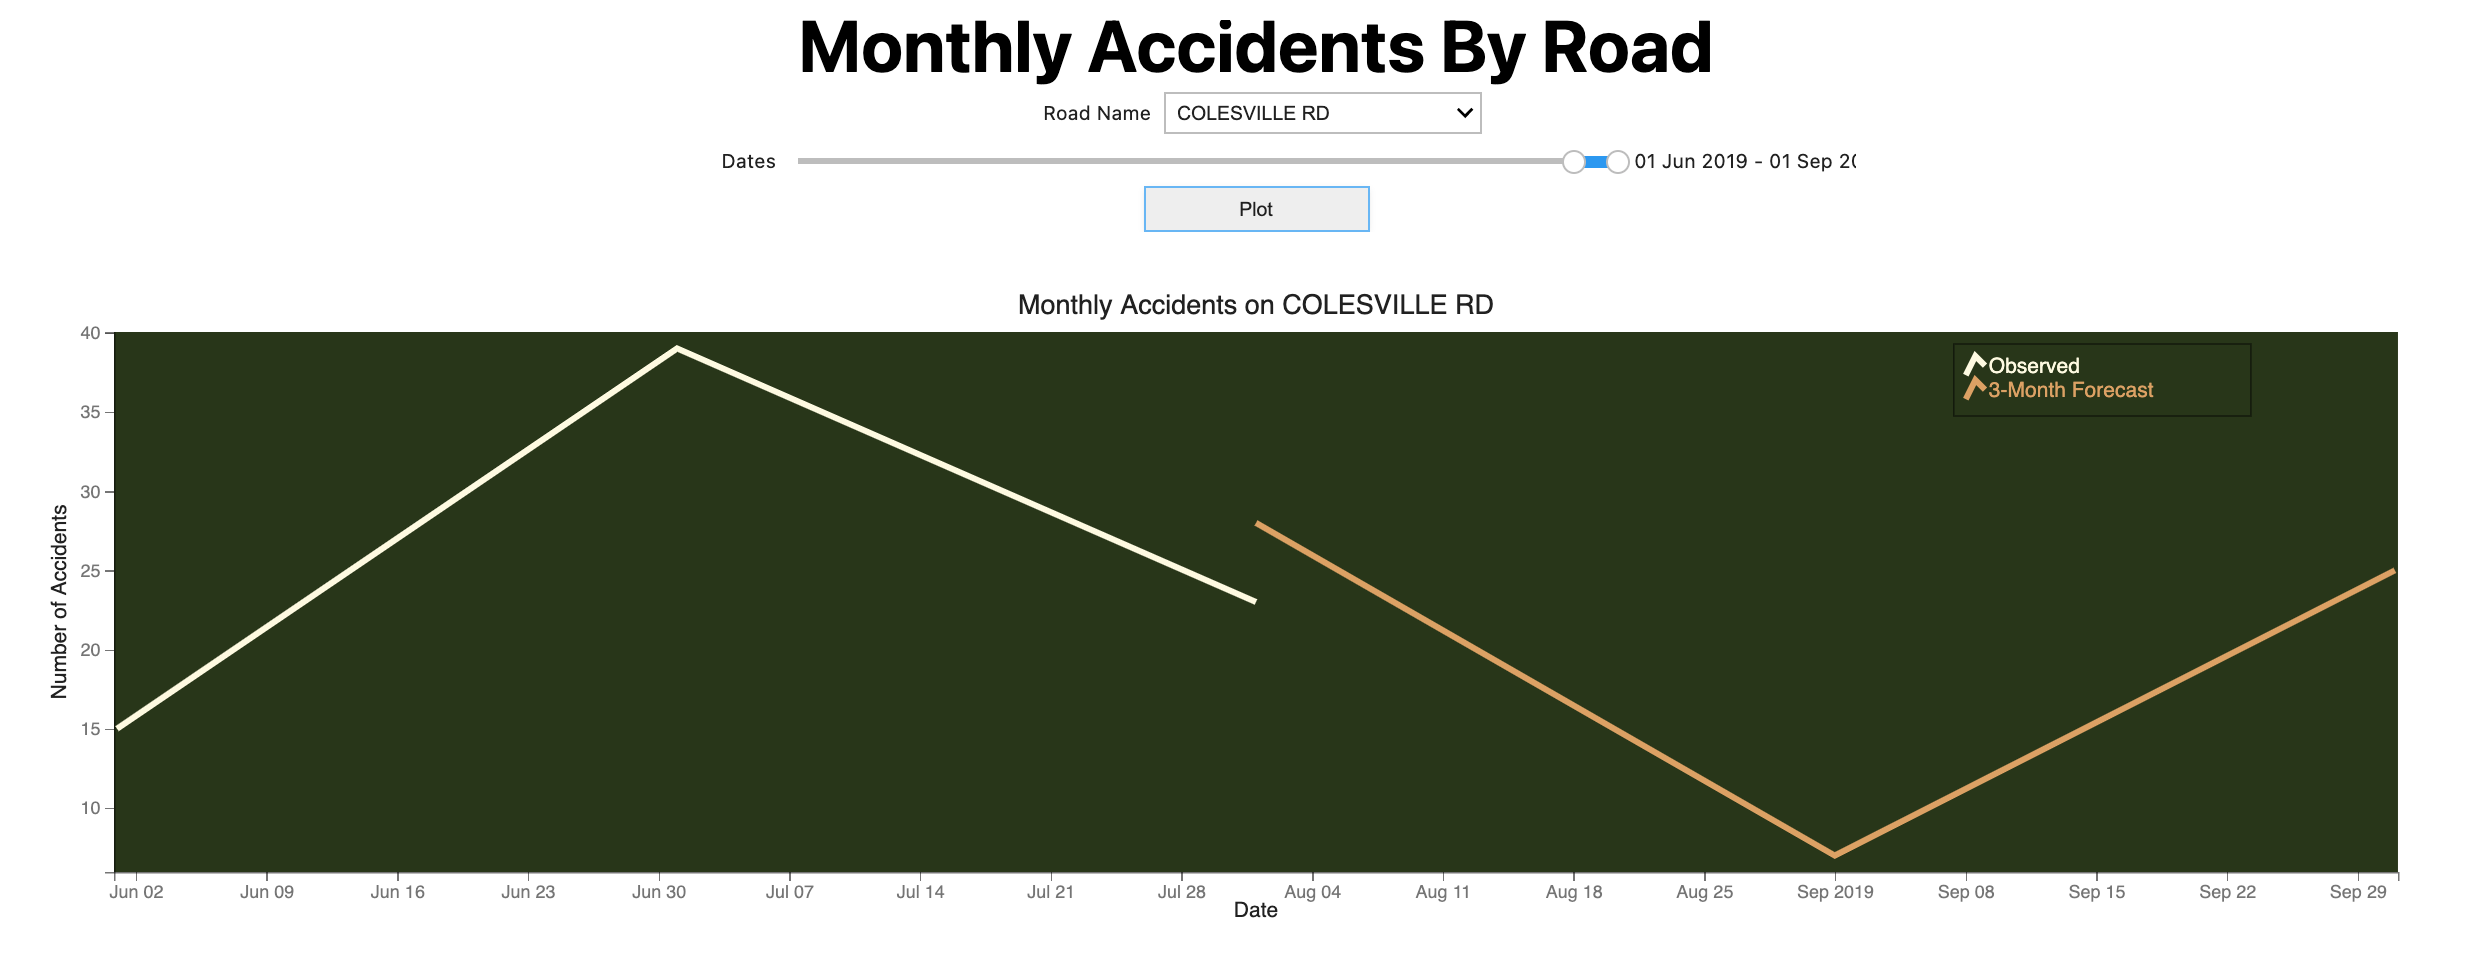 Monthly Accidents By Road
Road Name COLESVILLE RD
Dates 01 Jun 2019 - 01 Sep 20
Plot
Monthly Accidents on COLESVILLE RD
40
35
30
25
20
15
10
Number of Accidents
Observed
3-Month Forecast
Jun 02 Jun 09 Jun 16 Jun 23 Jun 30 Jul 07 Jul 14 Jul 21 Jul 28 Aug 04 Aug 11 Aug 18 Aug 25 Sep 2019 Sep 08 Sep 15 Sep 22 Sep 29
Date